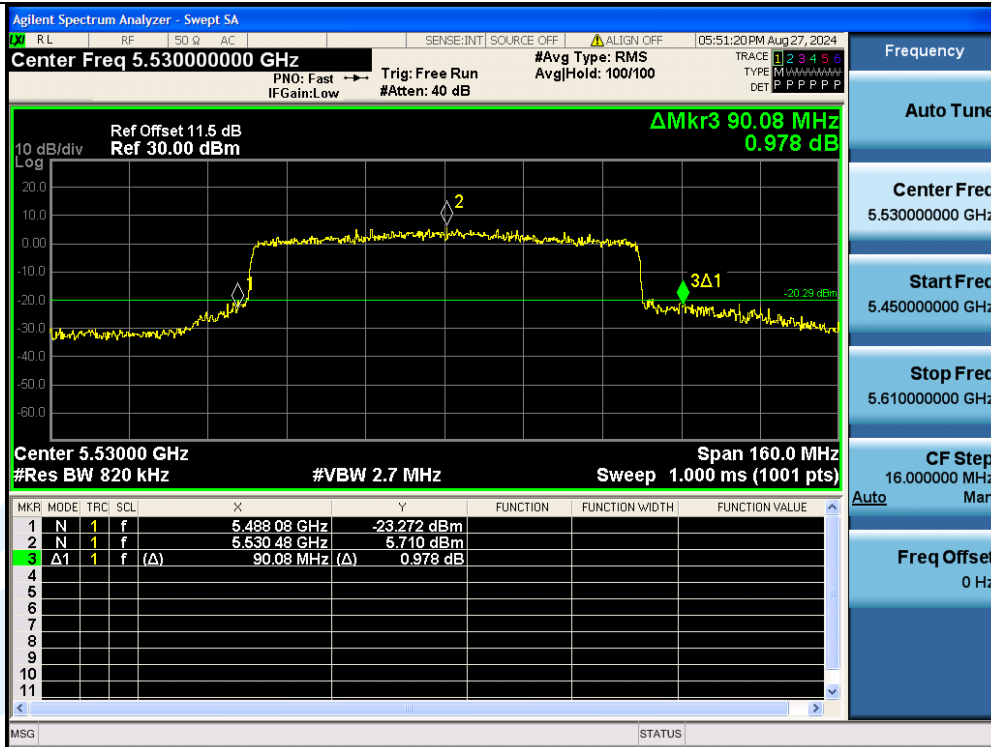 Agilent Spectrum Analyzer - Swept SA
LXI RL RF 50 Ω AC SENSE:INT SOURCE OFF ALIGN OFF 05:51:20 PM Aug 27, 2024
Center Freq 5.530000000 GHz
PNO: Fast
IFGain:Low
Trig: Free Run
#Atten: 40 dB
#Avg Type: RMS
Avg|Hold: 100/100
TRACE 1 2 3 4 5 6
TYPE M WWWWW
DET P P P P P P
ΔMkr3 90.08 MHz
0.978 dB
Ref Offset 11.5 dB
10 dB/div Ref 30.00 dBm
Log
20.0
10.0
0.00
-10.0
-20.0
-30.0
-40.0
-50.0
-60.0
2
3Δ1
-20.29 dBm
Center 5.53000 GHz Span 160.0 MHz
#Res BW 820 kHz #VBW 2.7 MHz Sweep 1.000 ms (1001 pts)
MKR MODE TRC SCL X Y FUNCTION FUNCTION WIDTH FUNCTION VALUE
1 N 1 f 5.488 08 GHz -23.272 dBm
2 N 1 f 5.530 48 GHz 5.710 dBm
3 Δ1 1 f (Δ) 90.08 MHz (Δ) 0.978 dB
4
5
6
7
8
9
10
11
MSG STATUS
Frequency
Auto Tune
Center Freq
5.530000000 GHz
Start Freq
5.450000000 GHz
Stop Freq
5.610000000 GHz
CF Step
16.000000 MHz
Auto Man
Freq Offset
0 Hz